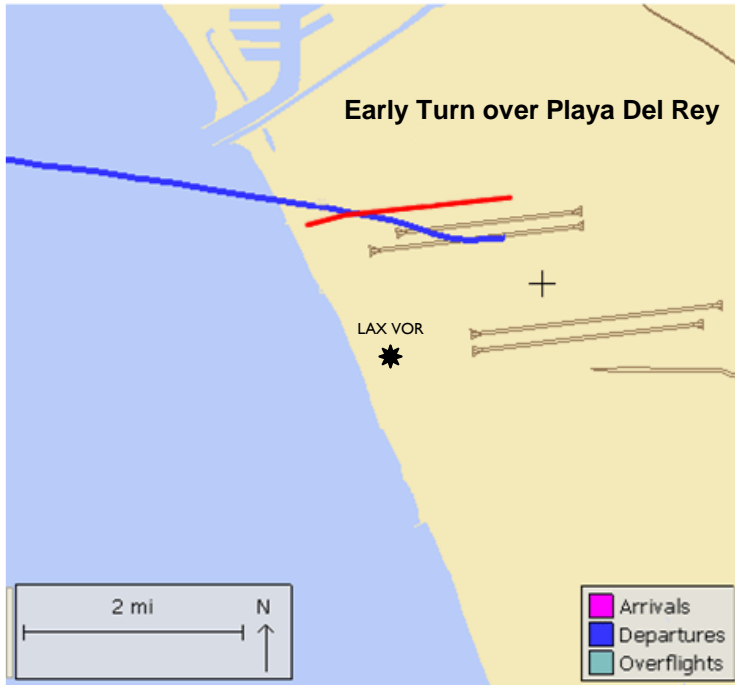 Early Turn over Playa Del Rey
LAX VOR
2 mi
N
Arrivals
Departures
Overflights